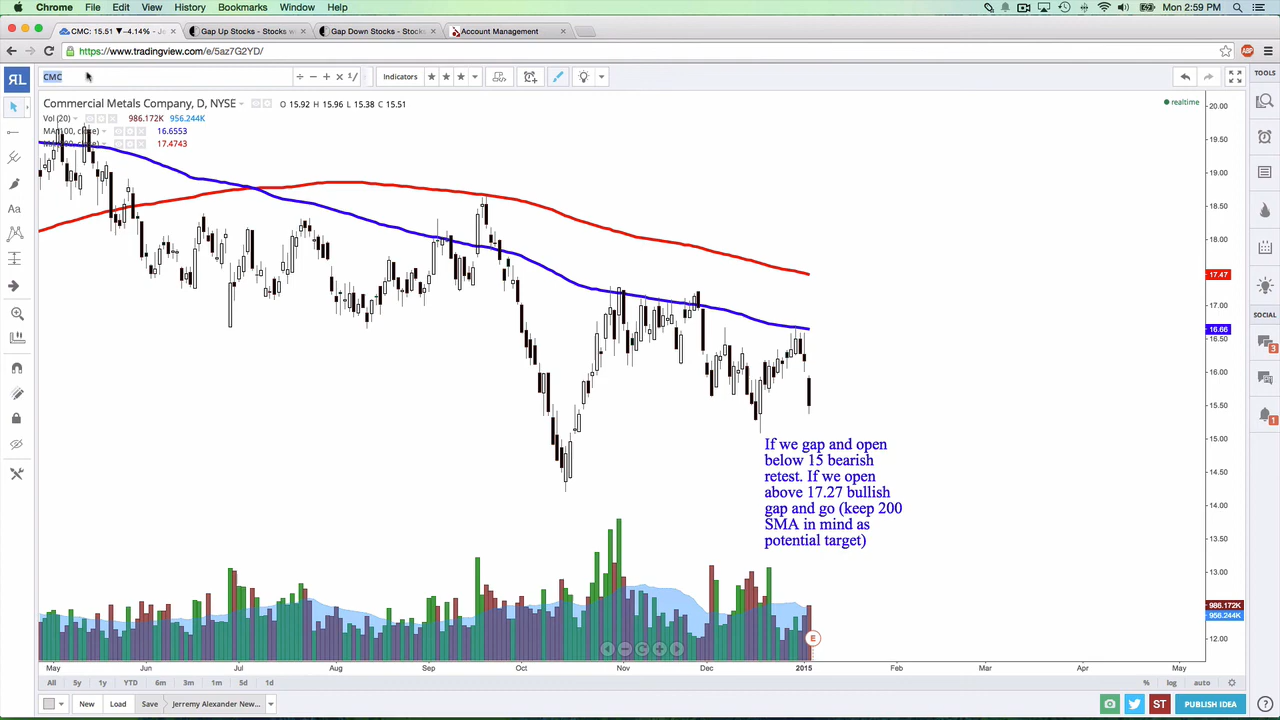 Chrome File Edit View History Bookmarks Window Help Mon 2:59 PM
CMC: 15.51 ▼−4.14% - Je × Gap Up Stocks - Stocks w × Gap Down Stocks - Stocks × Account Management ×
https://www.tradingview.com/e/5az7G2YD/
CMC Indicators TOOLS
Commercial Metals Company, D, NYSE O 15.92 H 15.96 L 15.38 C 15.51 realtime
Vol (20) 986.172K 956.244K
16.6553
17.4743
20.00
19.50
19.00
18.50
18.00
17.47
17.00
16.66
16.50
16.00
15.50
15.00
14.50
14.00
13.50
13.00
986.172K
956.244K
12.00
If we gap and open
below 15 bearish
retest. If we open
above 17.27 bullish
gap and go (keep 200
SMA in mind as
potential target)
E
Aa
SOCIAL
3
1
May Jun Jul Aug Sep Oct Nov Dec 2015 Feb Mar Apr May
All 5y 1y YTD 6m 3m 1m 5d 1d % log auto
New Load Save Jerremy Alexander New... ST PUBLISH IDEA